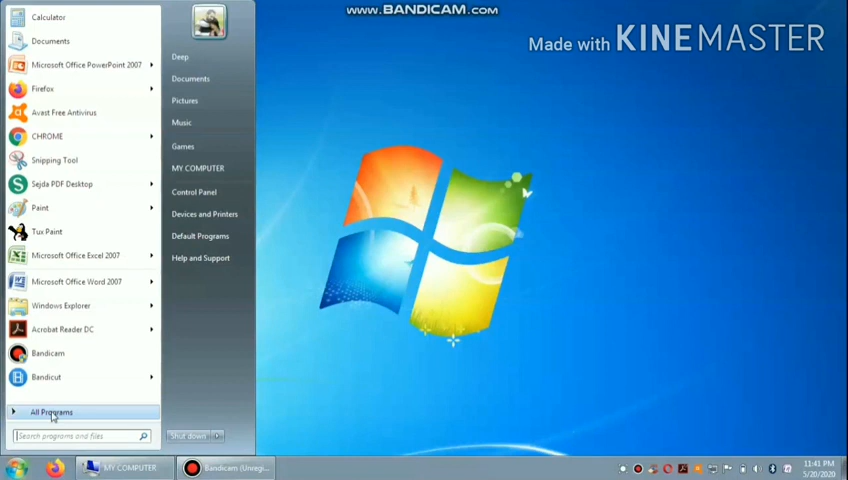 www.BANDICAM.com
Made with KINEMASTER
Calculator
Documents
Microsoft Office PowerPoint 2007
Firefox
Avast Free Antivirus
CHROME
Snipping Tool
Sejda PDF Desktop
Paint
Tux Paint
Microsoft Office Excel 2007
Microsoft Office Word 2007
Windows Explorer
Acrobat Reader DC
Bandicam
Bandicut
All Programs
Search programs and files
Deep
Documents
Pictures
Music
Games
MY COMPUTER
Control Panel
Devices and Printers
Default Programs
Help and Support
Shut down
MY COMPUTER
Bandicam (Unregi...
11:41 PM
5/20/2020